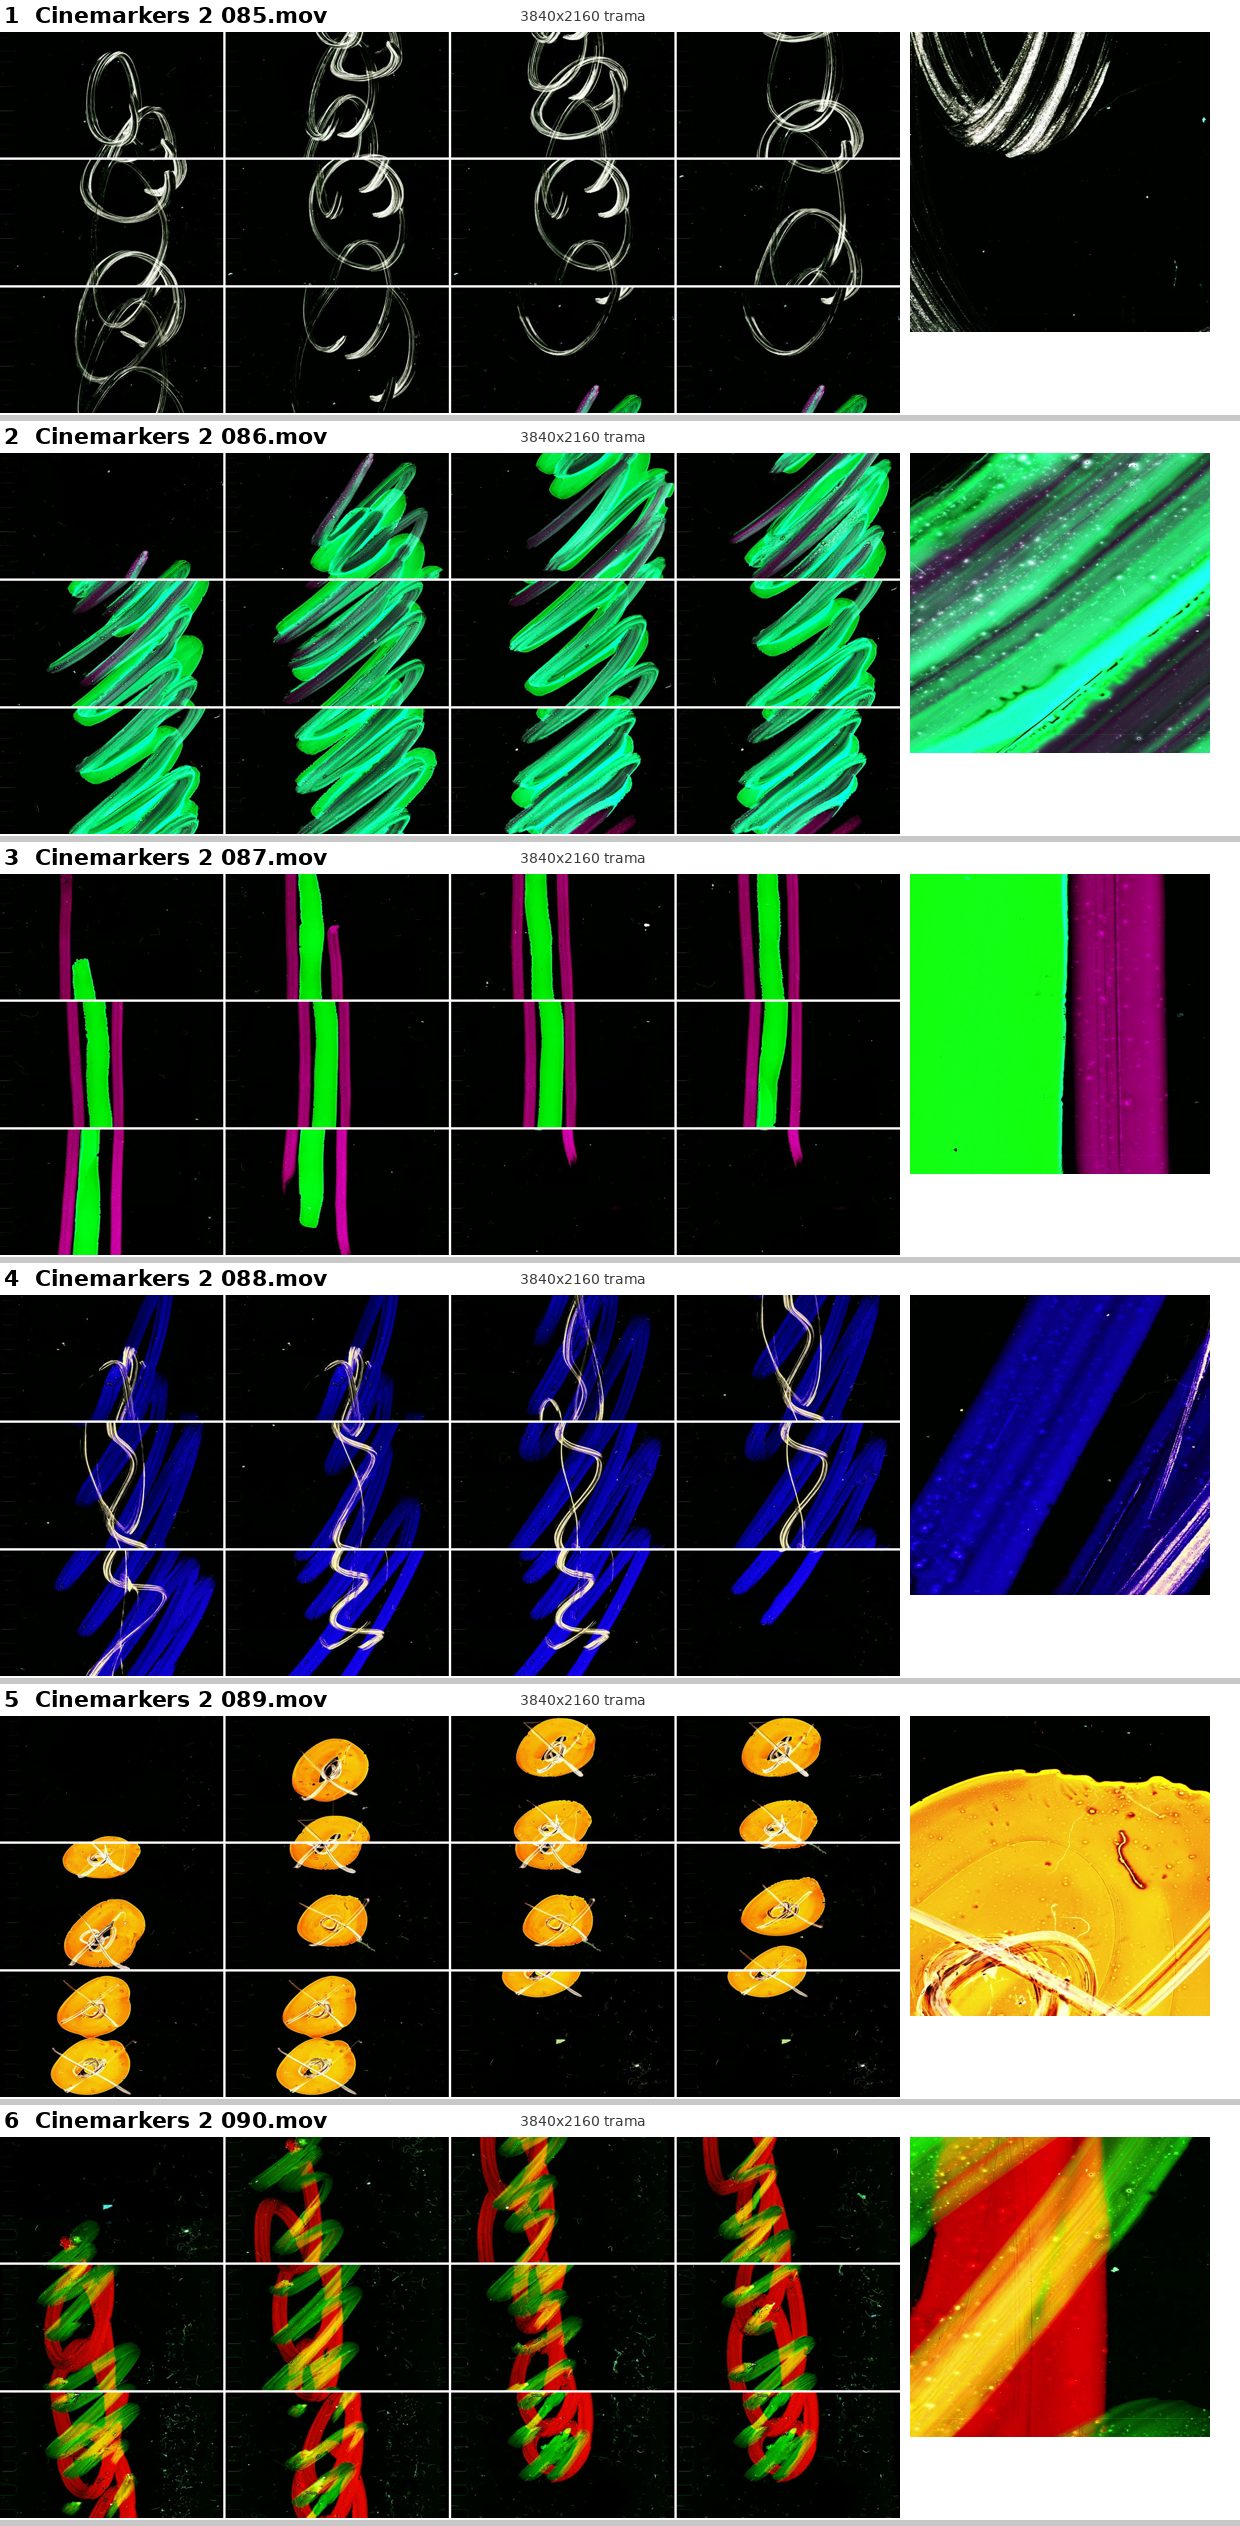 1 Cinemarkers 2 085.mov 3840x2160 trama
2 Cinemarkers 2 086.mov 3840x2160 trama
3 Cinemarkers 2 087.mov 3840x2160 trama
4 Cinemarkers 2 088.mov 3840x2160 trama
5 Cinemarkers 2 089.mov 3840x2160 trama
6 Cinemarkers 2 090.mov 3840x2160 trama